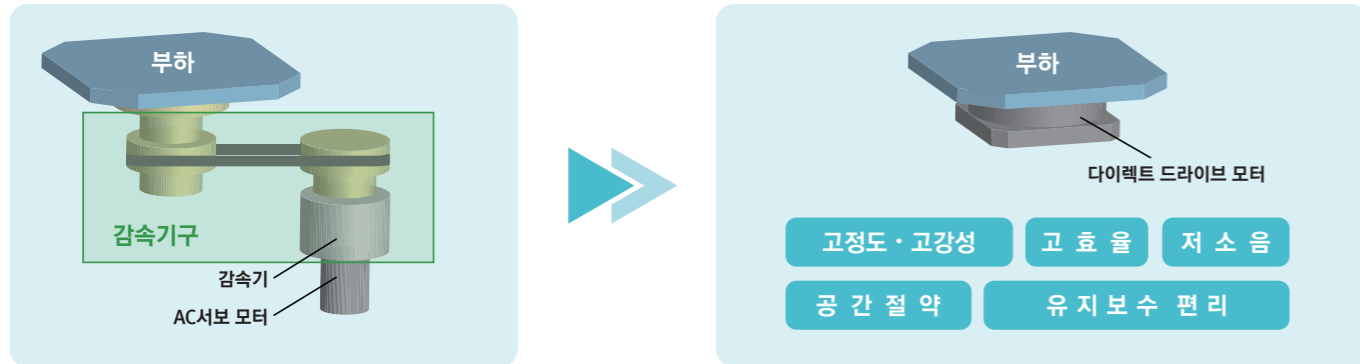 부하
감속기구
감속기
AC서보 모터
부하
다이렉트 드라이브 모터
고정도 · 고강성
고 효 율
저 소 음
공 간 절 약
유 지 보 수 편 리